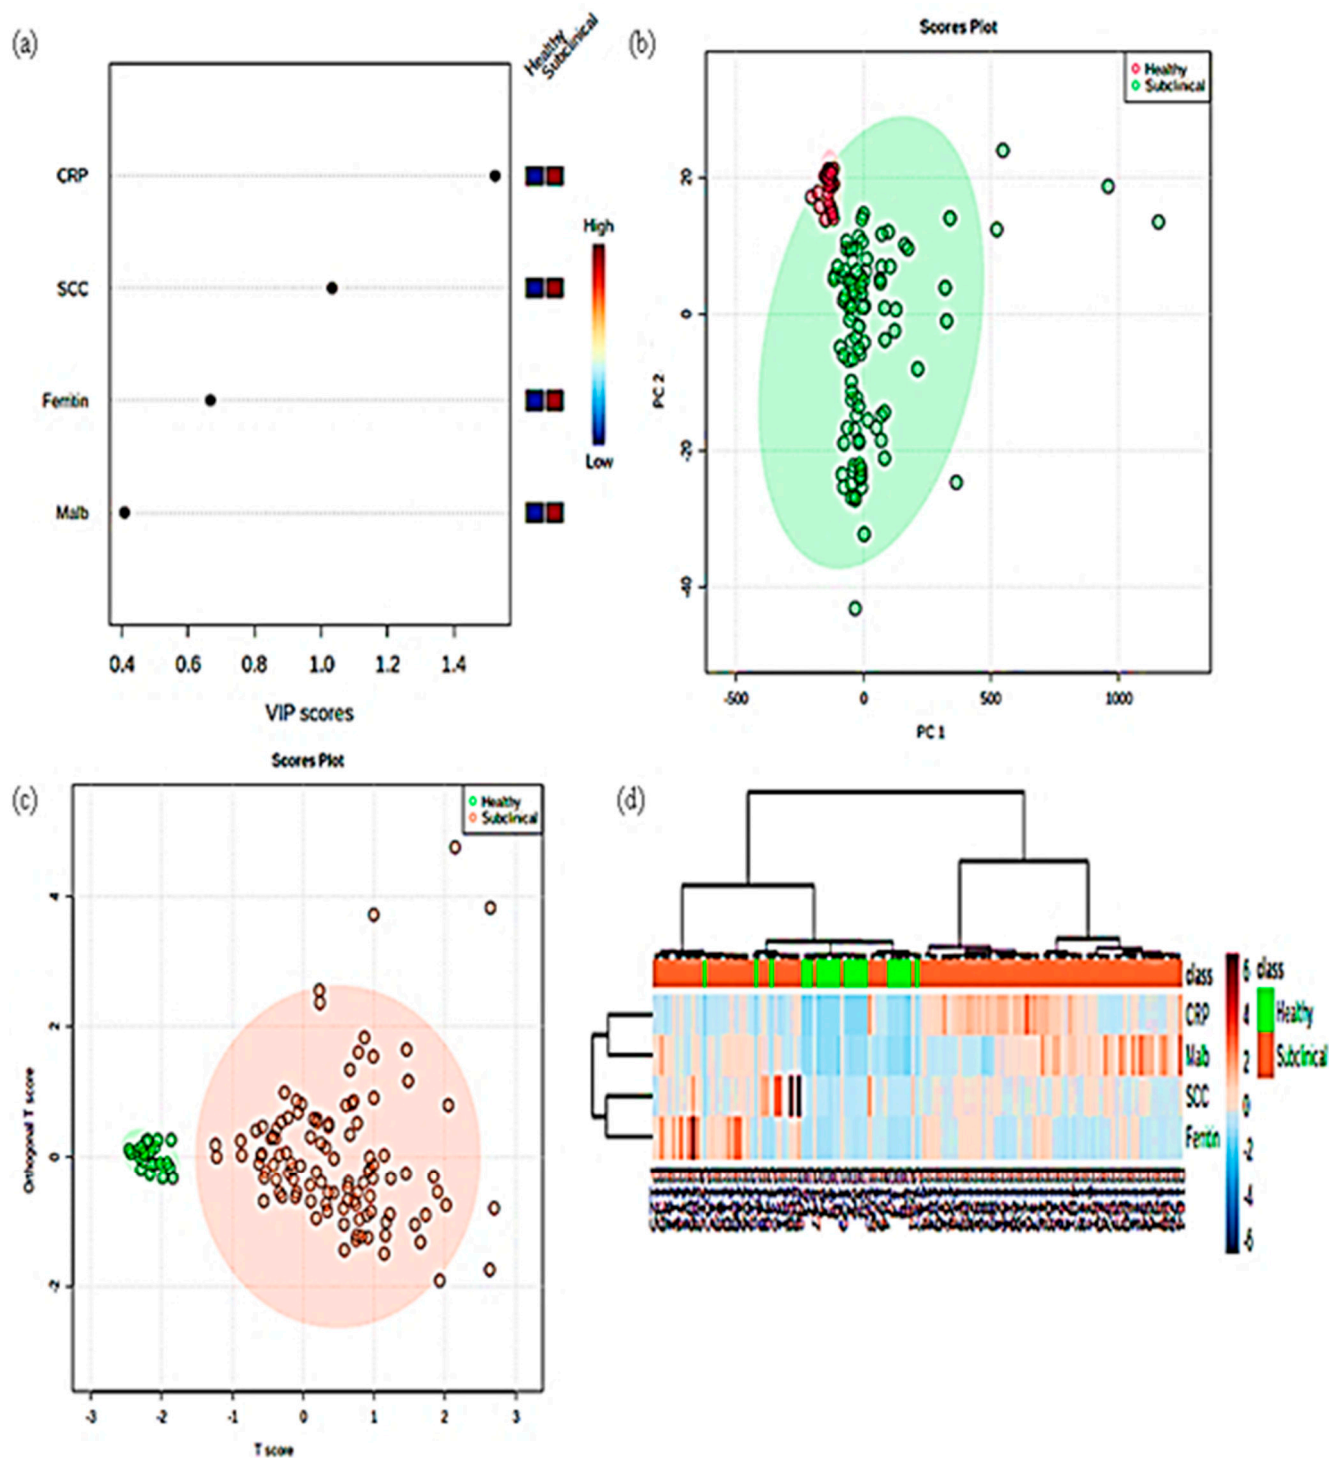 (a)
Healthy
Subclinical
CRP
SCC
Ferritin
Malb
High
Low
0.4 0.6 0.8 1.0 1.2 1.4
VIP scores
(b)
Scores Plot
Healthy
Subclinical
20
0
-20
-40
PC 2
-500 0 500 1000
PC 1
(c)
Scores Plot
Healthy
Subclinical
4
2
0
-2
Orthogonal T score
-3 -2 -1 0 1 2 3
T score
(d)
class
CRP
Malb
SCC
Ferritin
6
4
2
0
-2
-4
-6
class
Healthy
Subclinical